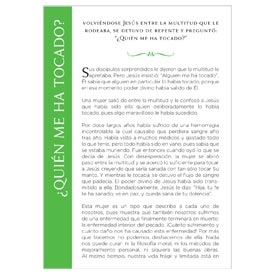 ¿QUIÉN ME HA TOCADO?
VOLVIÉNDOSE JESÚS ENTRE LA MULTITUD QUE LE
RODEABA, SE DETUVO DE REPENTE Y PREGUNTÓ:
"¿QUIÉN ME HA TOCADO?"
Sus discípulos sorprendidos le dijeron que la multitud le
apretaba. Pero Jesús insistió: "Alguien me ha tocado".
Él sabía que alguien en particular lo había tocado, porque
en ese momento poder divino había salido de Él.
Una mujer salió de entre la multitud y le confesó a Jesús
que había sido ella quien deliberadamente lo había
tocado, pues algo maravilloso le había sucedido.
Por doce largos años había sufrido de una hemorragia
incontrolable la cual causaba que perdiera sangre año
tras año. Había visto a muchos médicos y gastado todo
lo que tenía, pero todo había sido en vano, pues sabía que
se estaba muriendo. Fue entonces cuando oyó lo que se
decía de Jesús. Con desesperación, la mujer se abrió
paso entre la multitud y se acercó lo suficiente para tocar
a Jesús creyendo que sería sanada con tan sólo tocar Su
manto. Y mientras le tocaba, se detuvo el flujo de sangre
que padecía. El poder divino de Jesús había sido trans-
mitido a ella. Bondadosamente, Jesús le dijo: "Hija, tu fe
te ha sanado, ve en paz, y queda sana de tu dolencia".
Esta mujer es un tipo que describe a cada uno de
nosotros, pues muestra que también nosotros sufrimos
de una enfermedad que finalmente terminará en muerte:
la enfermedad interior del pecado. ¡Cuánto sufrimiento y
cuánto daño nos ha causado esta enfermedad! Por más
que tratemos no podemos deshacernos de ella. Nada
nos puede curar: ni la filosofía moral, ni los métodos de
mejoramiento personal, ni siquiera las buenas obras.
Al mismo tiempo, nuestra vida frágil y limitada está en